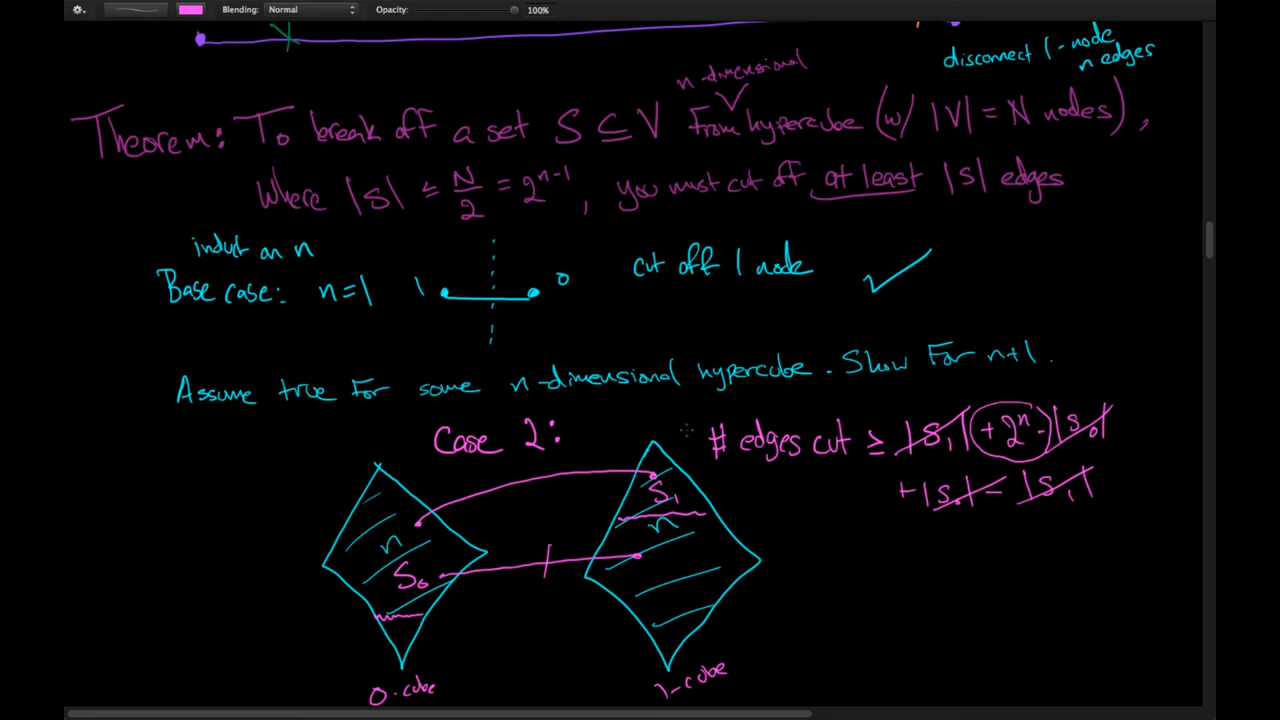 Blending: Normal Opacity: 100%
disconnect 1-node
n edges
n-dimensional
Theorem: To break off a set S ⊆ V from hypercube (w/ |V| = N nodes),
Where |S| ≤ N/2 = 2^{n-1}, you must cut off at least |S| edges
induct on n
Base case: n=1 1 0 cut off 1 node ✓
Assume true for some n-dimensional hypercube. Show for n+1.
Case 2: # edges cut ≥ |S₁| + 2ⁿ - |S₀|
+|S₀| - |S₁|
S₁
n
n
S₀
0-cube
1-cube